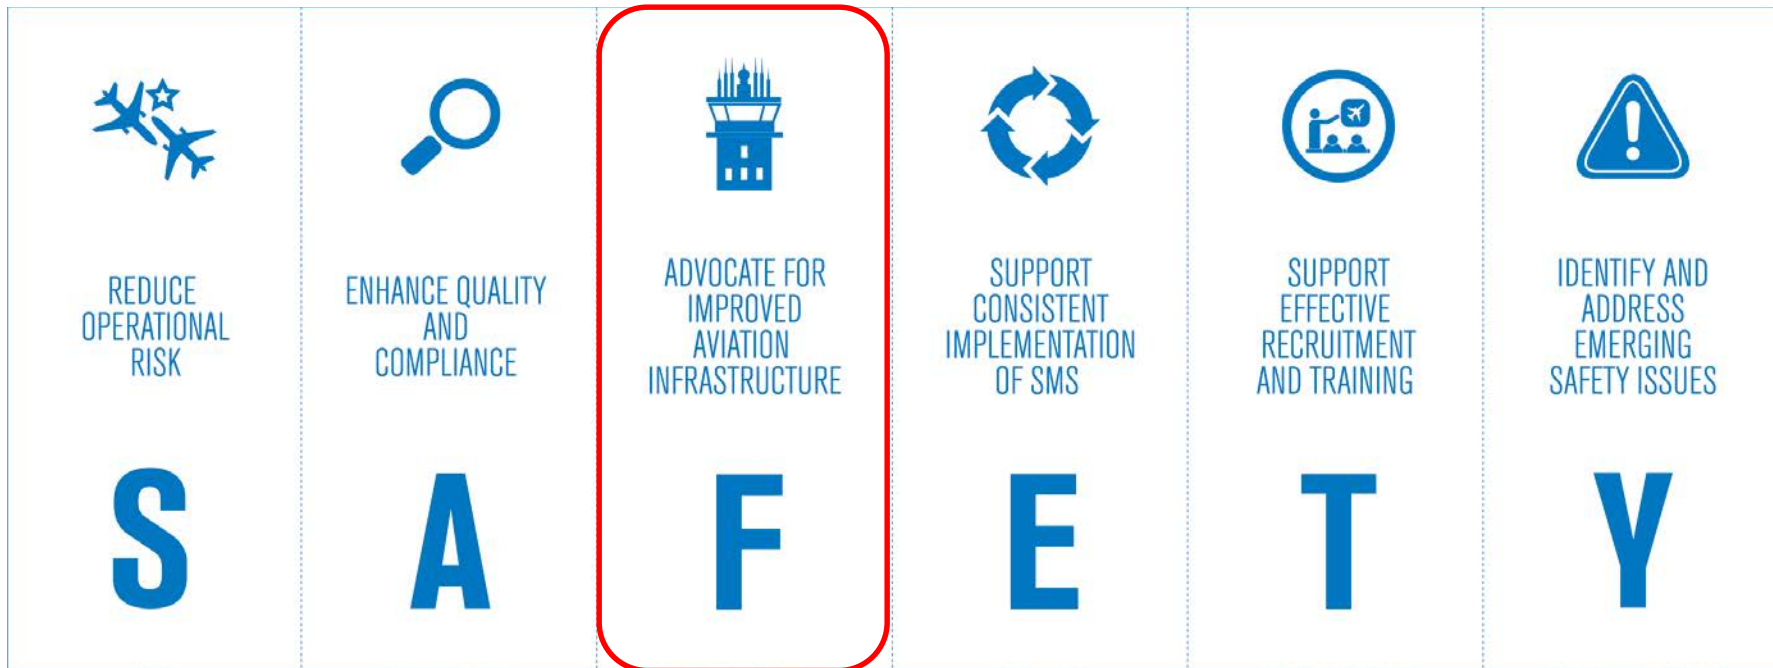 REDUCE
OPERATIONAL
RISK
ENHANCE QUALITY
AND
COMPLIANCE
ADVOCATE FOR
IMPROVED
AVIATION
INFRASTRUCTURE
SUPPORT
CONSISTENT
IMPLEMENTATION
OF SMS
SUPPORT
EFFECTIVE
RECRUITMENT
AND TRAINING
IDENTIFY AND
ADDRESS
EMERGING
SAFETY ISSUES
S A F E T Y